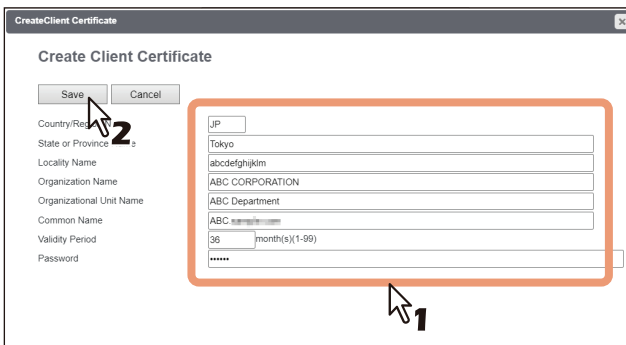 CreateClient Certificate
Create Client Certificate
Save Cancel
2
Country/Region N JP
State or Province e Tokyo
Locality Name abcdefghijklm
Organization Name ABC CORPORATION
Organizational Unit Name ABC Department
Common Name ABC.
Validity Period 36 month(s)(1-99)
Password ••••••
1